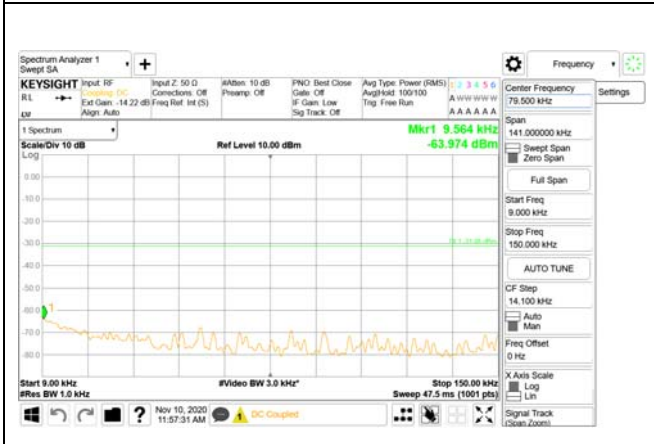 Spectrum Analyzer 1
Swept SA
+
Frequency
KEYSIGHT
RL
Input: RF
Coupling: DC
Ext Gain: -14.22 dB
Align: Auto
Input Z: 50 Ω
Corrections: Off
Freq Ref: Int (S)
#Atten: 10 dB
Preamp: Off
PNO: Best Close
Gate: Off
IF Gain: Low
Sig Track: Off
Avg Type: Power (RMS)
Avg|Hold: 100/100
Trig: Free Run
1 2 3 4 5 6
A W W W W W
A A A A A A
1 Spectrum
Scale/Div 10 dB
Ref Level 10.00 dBm
Mkr1 9.564 kHz
-63.974 dBm
Log
0.00
-10.0
-20.0
-30.0
-40.0
-50.0
-60.0
-70.0
-80.0
1
Start 9.00 kHz
#Res BW 1.0 kHz
#Video BW 3.0 kHz*
Stop 150.00 kHz
Sweep 47.5 ms (1001 pts)
?
Nov 10, 2020
11:57:31 AM
DC Coupled
Center Frequency
79.500 kHz
Settings
Span
141.000000 kHz
Swept Span
Zero Span
Full Span
Start Freq
9.000 kHz
Stop Freq
150.000 kHz
AUTO TUNE
CF Step
14.100 kHz
Auto
Man
Freq Offset
0 Hz
X Axis Scale
Log
Lin
Signal Track
(Span Zoom)